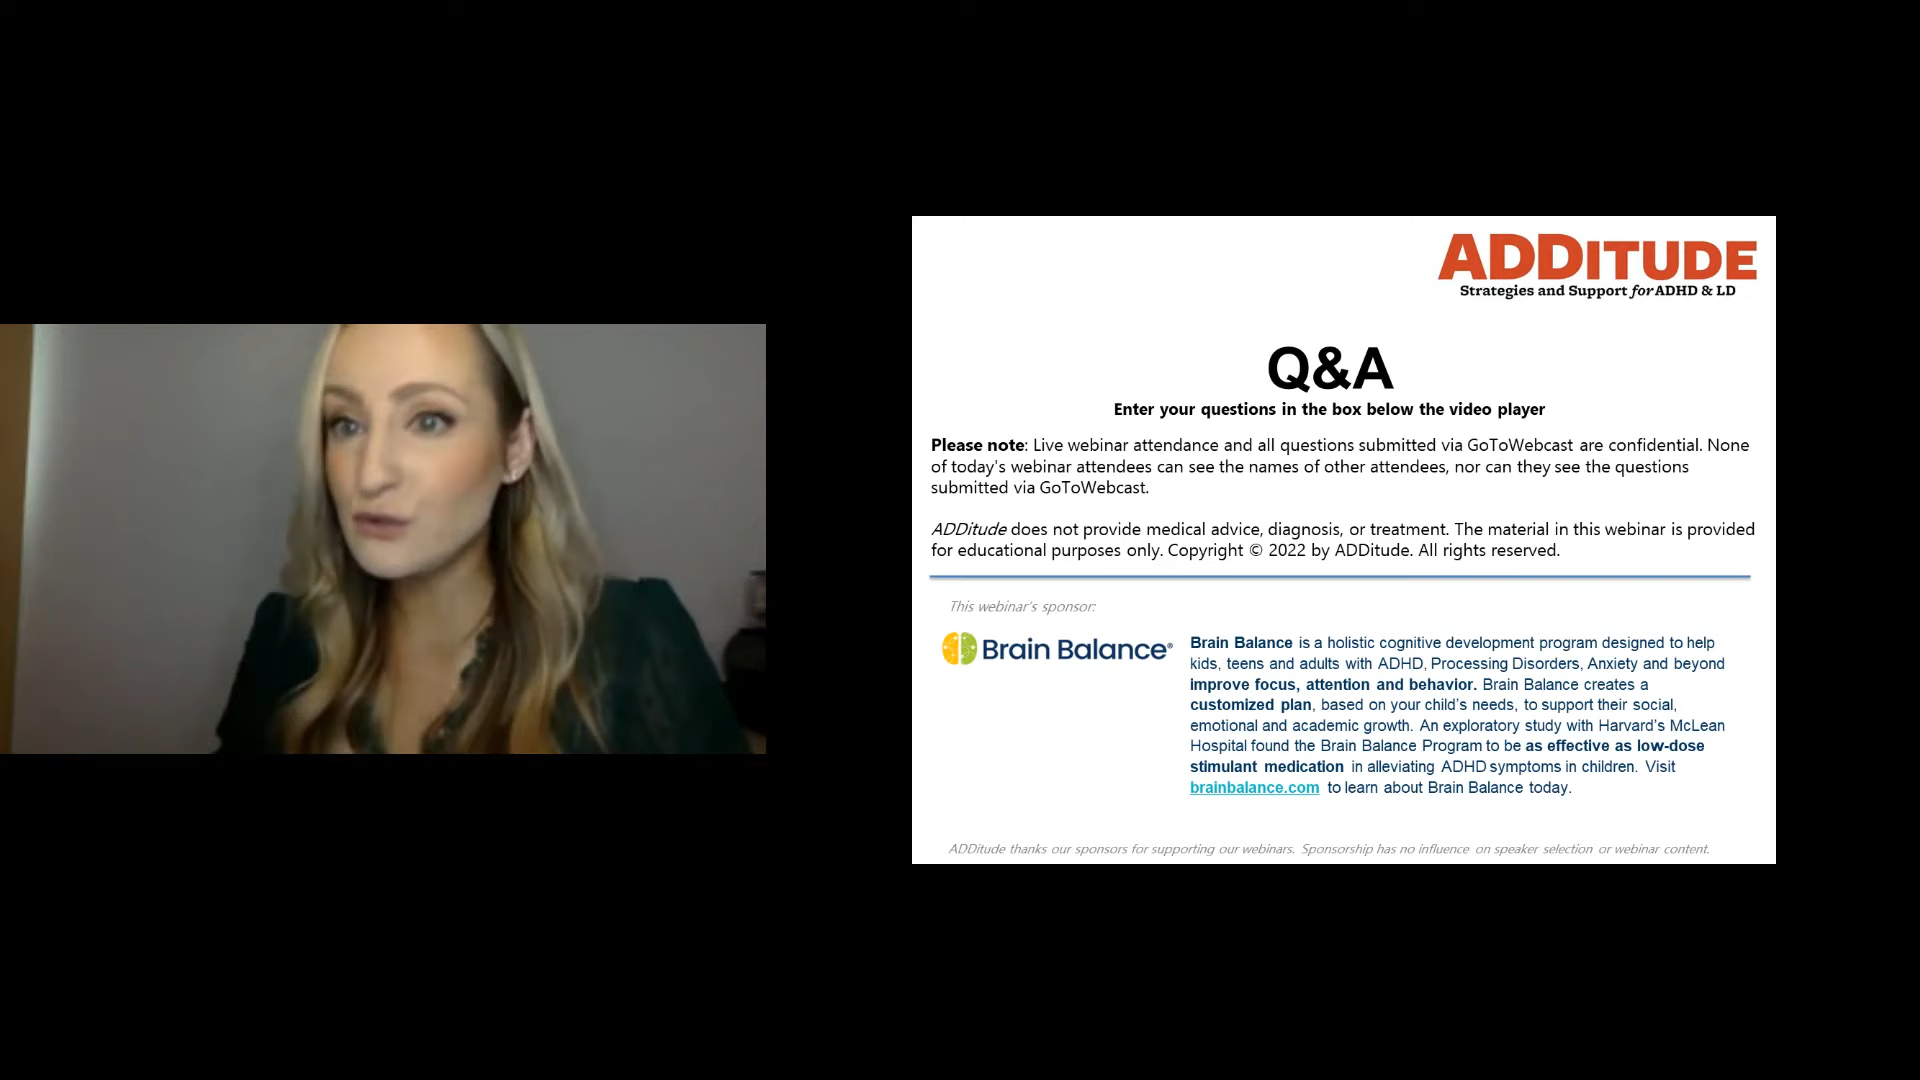 ADDITUDE
Strategies and Support for ADHD & LD
Q&A
Enter your questions in the box below the video player
Please note: Live webinar attendance and all questions submitted via GoToWebcast are confidential. None
of today's webinar attendees can see the names of other attendees, nor can they see the questions
submitted via GoToWebcast.
ADDitude does not provide medical advice, diagnosis, or treatment. The material in this webinar is provided
for educational purposes only. Copyright © 2022 by ADDitude. All rights reserved.
This webinar's sponsor:
Brain Balance®
Brain Balance is a holistic cognitive development program designed to help
kids, teens and adults with ADHD, Processing Disorders, Anxiety and beyond
improve focus, attention and behavior. Brain Balance creates a
customized plan, based on your child's needs, to support their social,
emotional and academic growth. An exploratory study with Harvard's McLean
Hospital found the Brain Balance Program to be as effective as low-dose
stimulant medication in alleviating ADHD symptoms in children. Visit
brainbalance.com to learn about Brain Balance today.
ADDitude thanks our sponsors for supporting our webinars. Sponsorship has no influence on speaker selection or webinar content.